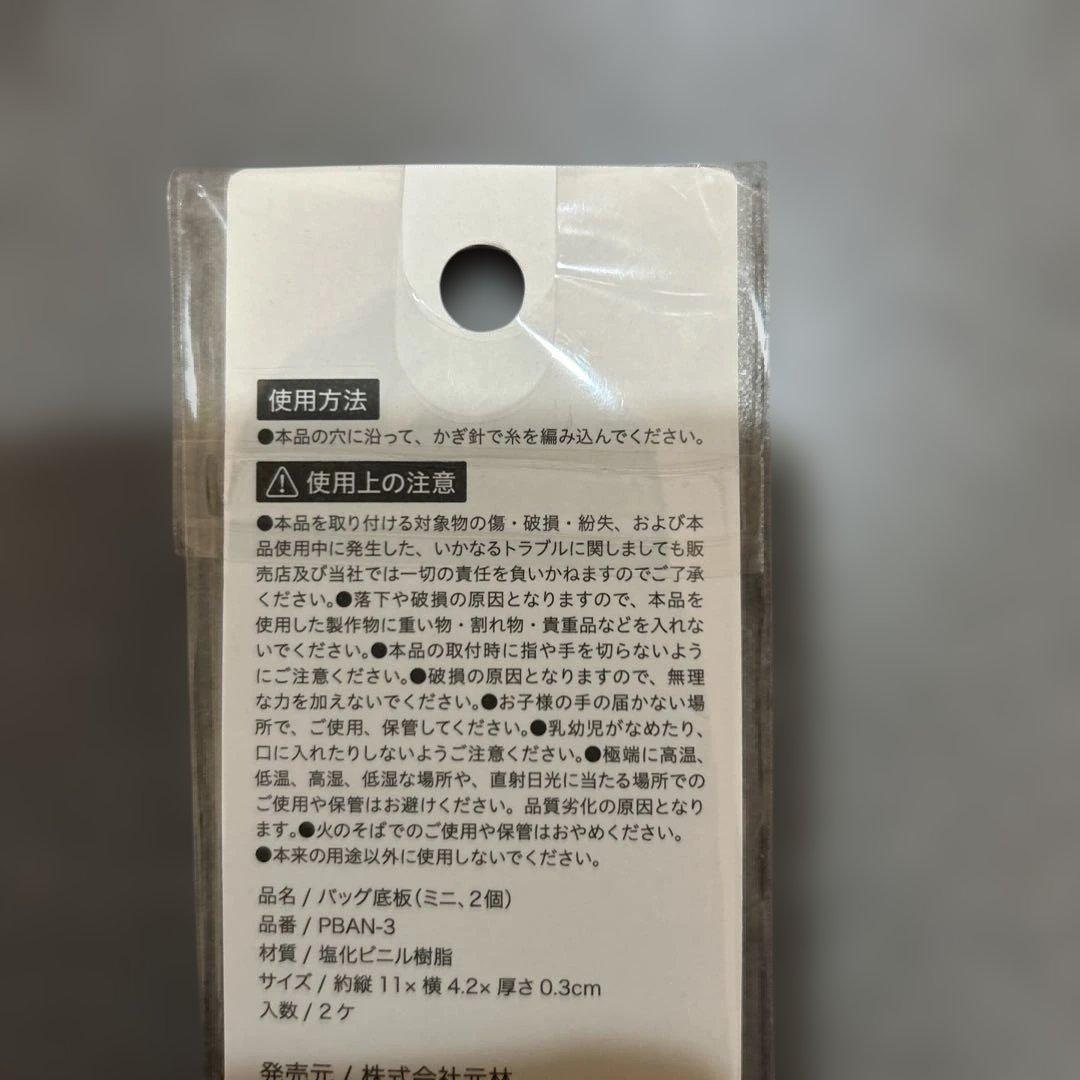 使用方法
●本品の穴に沿って、かぎ針で糸を編み込んでください。
⚠使用上の注意
●本品を取り付ける対象物の傷・破損・紛失、および本
品使用中に発生した、いかなるトラブルに関しましても販
売店及び当社では一切の責任を負いかねますのでご了承
ください。●落下や破損の原因となりますので、本品を
使用した製作物に重い物・割れ物・貴重品などを入れな
いでください。●本品の取付時に指や手を切らないよう
にご注意ください。●破損の原因となりますので、無理
な力を加えないでください。●お子様の手の届かない場
所で、ご使用、保管してください。●乳幼児がなめたり、
口に入れたりしないようご注意ください。●極端に高温、
低温、高湿、低湿な場所や、直射日光に当たる場所での
ご使用や保管はお避けください。品質劣化の原因となり
ます。●火のそばでのご使用や保管はおやめください。
●本来の用途以外に使用しないでください。
品名 / バッグ底板(ミニ、2個)
品番 / PBAN-3
材質 / 塩化ビニル樹脂
サイズ / 約縦 11× 横 4.2× 厚さ 0.3cm
入数 / 2ケ
発売元 / 株式会社元林